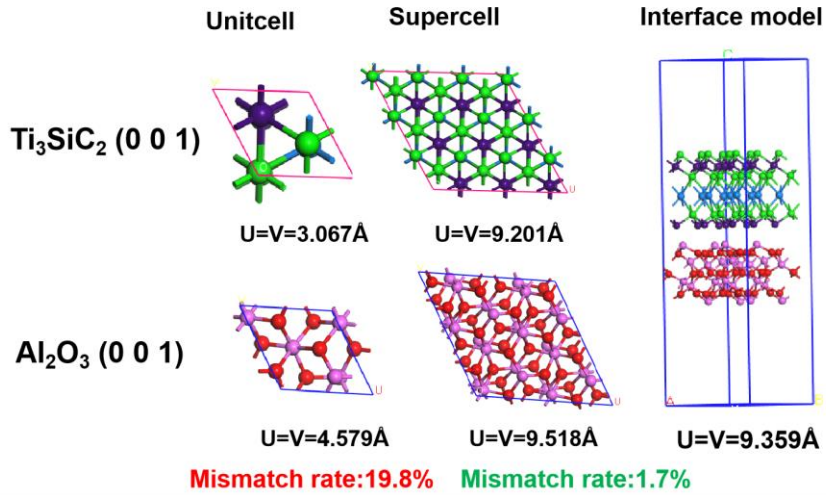 Unitcell
Supercell
Interface model
Ti₃SiC₂ (0 0 1)
U=V=3.067Å
U=V=9.201Å
U
Al₂O₃ (0 0 1)
U=V=4.579Å
U=V=9.518Å
U
U
A
B
U=V=9.359Å
Mismatch rate:19.8%
Mismatch rate:1.7%